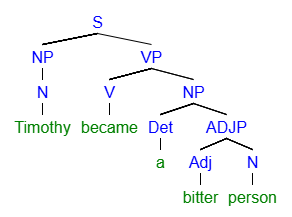 S
NP VP
N V NP
Timothy became Det ADJP
a Adj N
bitter person